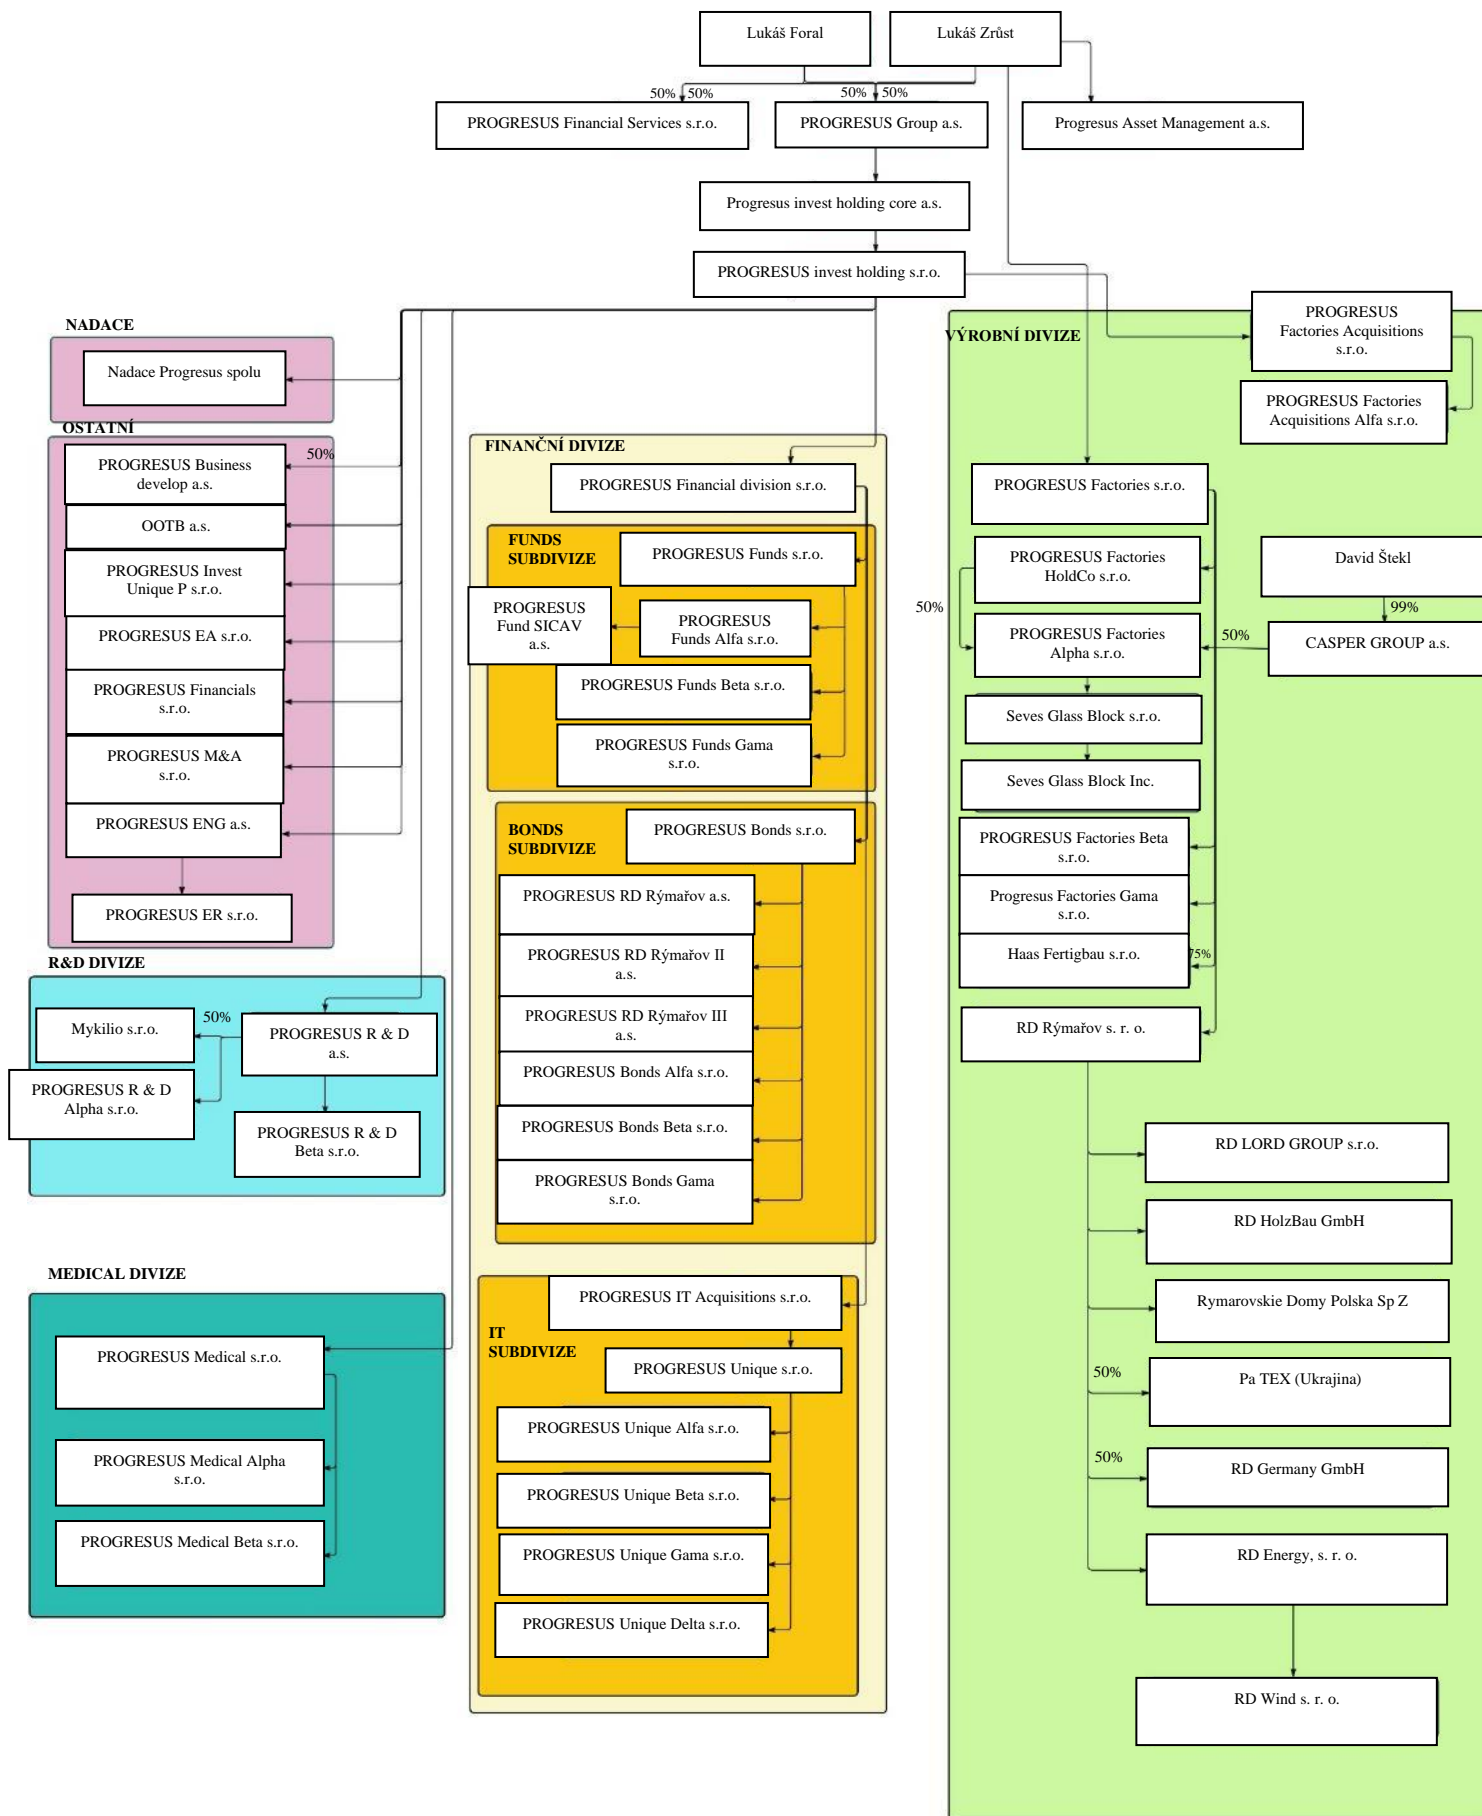 Lukáš Foral
Lukáš Zrůst
50% 50%
50% 50%
PROGRESUS Financial Services s.r.o.
PROGRESUS Group a.s.
Progresus Asset Management a.s.
Progresus invest holding core a.s.
PROGRESUS invest holding s.r.o.
NADACE
Nadace Progresus spolu
OSTATNÍ
50%
PROGRESUS Business
develop a.s.
OOTB a.s.
PROGRESUS Invest
Unique P s.r.o.
PROGRESUS EA s.r.o.
PROGRESUS Financials
s.r.o.
PROGRESUS M&A
s.r.o.
PROGRESUS ENG a.s.
PROGRESUS ER s.r.o.
R&D DIVIZE
Mykilio s.r.o.
50%
PROGRESUS R & D
a.s.
PROGRESUS R & D
Alpha s.r.o.
PROGRESUS R & D
Beta s.r.o.
MEDICAL DIVIZE
PROGRESUS Medical s.r.o.
PROGRESUS Medical Alpha
s.r.o.
PROGRESUS Medical Beta s.r.o.
FINANČNÍ DIVIZE
PROGRESUS Financial division s.r.o.
FUNDS
SUBDIVIZE
PROGRESUS Funds s.r.o.
PROGRESUS
Fund SICAV
a.s.
PROGRESUS
Funds Alfa s.r.o.
PROGRESUS Funds Beta s.r.o.
PROGRESUS Funds Gama
s.r.o.
BONDS
SUBDIVIZE
PROGRESUS Bonds s.r.o.
PROGRESUS RD Rýmařov a.s.
PROGRESUS RD Rýmařov II
a.s.
PROGRESUS RD Rýmařov III
a.s.
PROGRESUS Bonds Alfa s.r.o.
PROGRESUS Bonds Beta s.r.o.
PROGRESUS Bonds Gama
s.r.o.
PROGRESUS IT Acquisitions s.r.o.
IT
SUBDIVIZE
PROGRESUS Unique s.r.o.
PROGRESUS Unique Alfa s.r.o.
PROGRESUS Unique Beta s.r.o.
PROGRESUS Unique Gama s.r.o.
PROGRESUS Unique Delta s.r.o.
VÝROBNÍ DIVIZE
PROGRESUS
Factories Acquisitions
s.r.o.
PROGRESUS Factories
Acquisitions Alfa s.r.o.
PROGRESUS Factories s.r.o.
PROGRESUS Factories
HoldCo s.r.o.
David Štekl
50%
99%
PROGRESUS Factories
Alpha s.r.o.
50%
CASPER GROUP a.s.
Seves Glass Block s.r.o.
Seves Glass Block Inc.
PROGRESUS Factories Beta
s.r.o.
Progresus Factories Gama
s.r.o.
Haas Fertigbau s.r.o.
75%
RD Rýmařov s. r. o.
RD LORD GROUP s.r.o.
RD HolzBau GmbH
Rymarovskie Domy Polska Sp Z
50%
Pa TEX (Ukrajina)
50%
RD Germany GmbH
RD Energy, s. r. o.
RD Wind s. r. o.